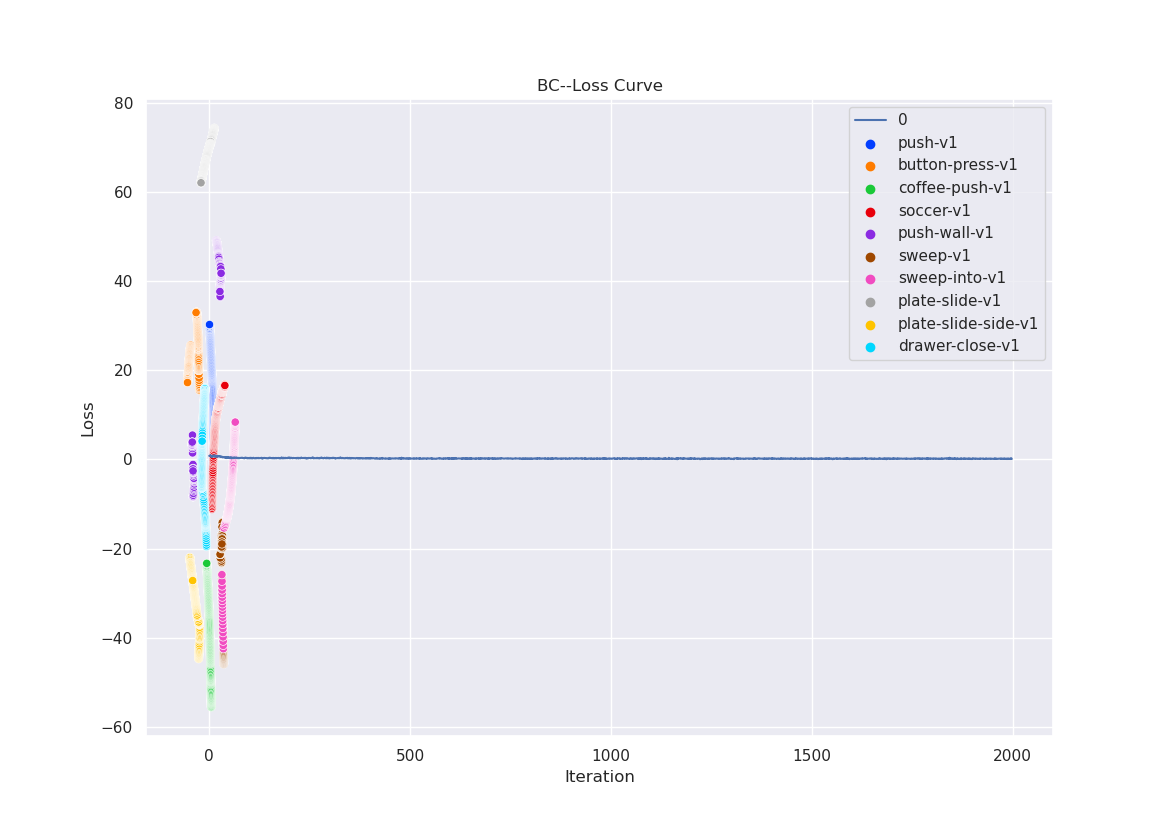 BC--Loss Curve
80
60
40
20
0
−20
−40
−60
Loss
0
500
1000
1500
2000
Iteration
0
push-v1
button-press-v1
coffee-push-v1
soccer-v1
push-wall-v1
sweep-v1
sweep-into-v1
plate-slide-v1
plate-slide-side-v1
drawer-close-v1